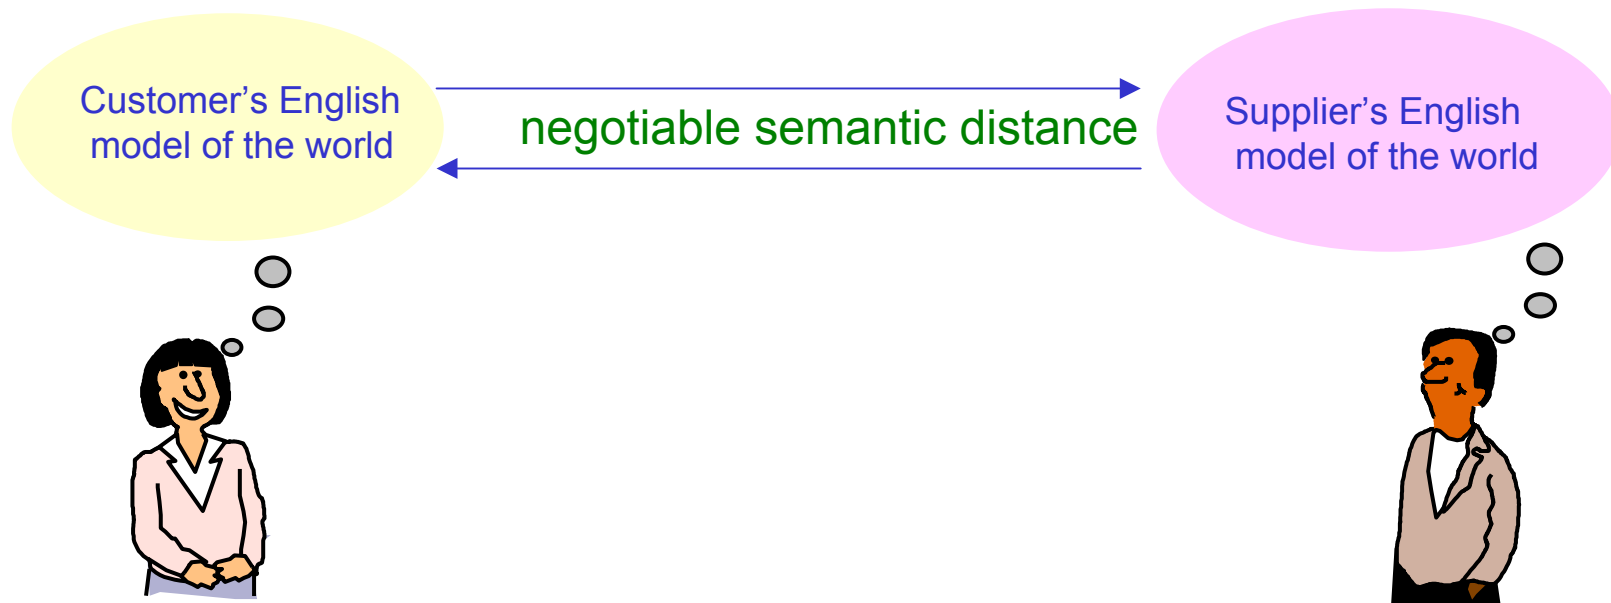 Customer’s English
model of the world
negotiable semantic distance
Supplier’s English
model of the world